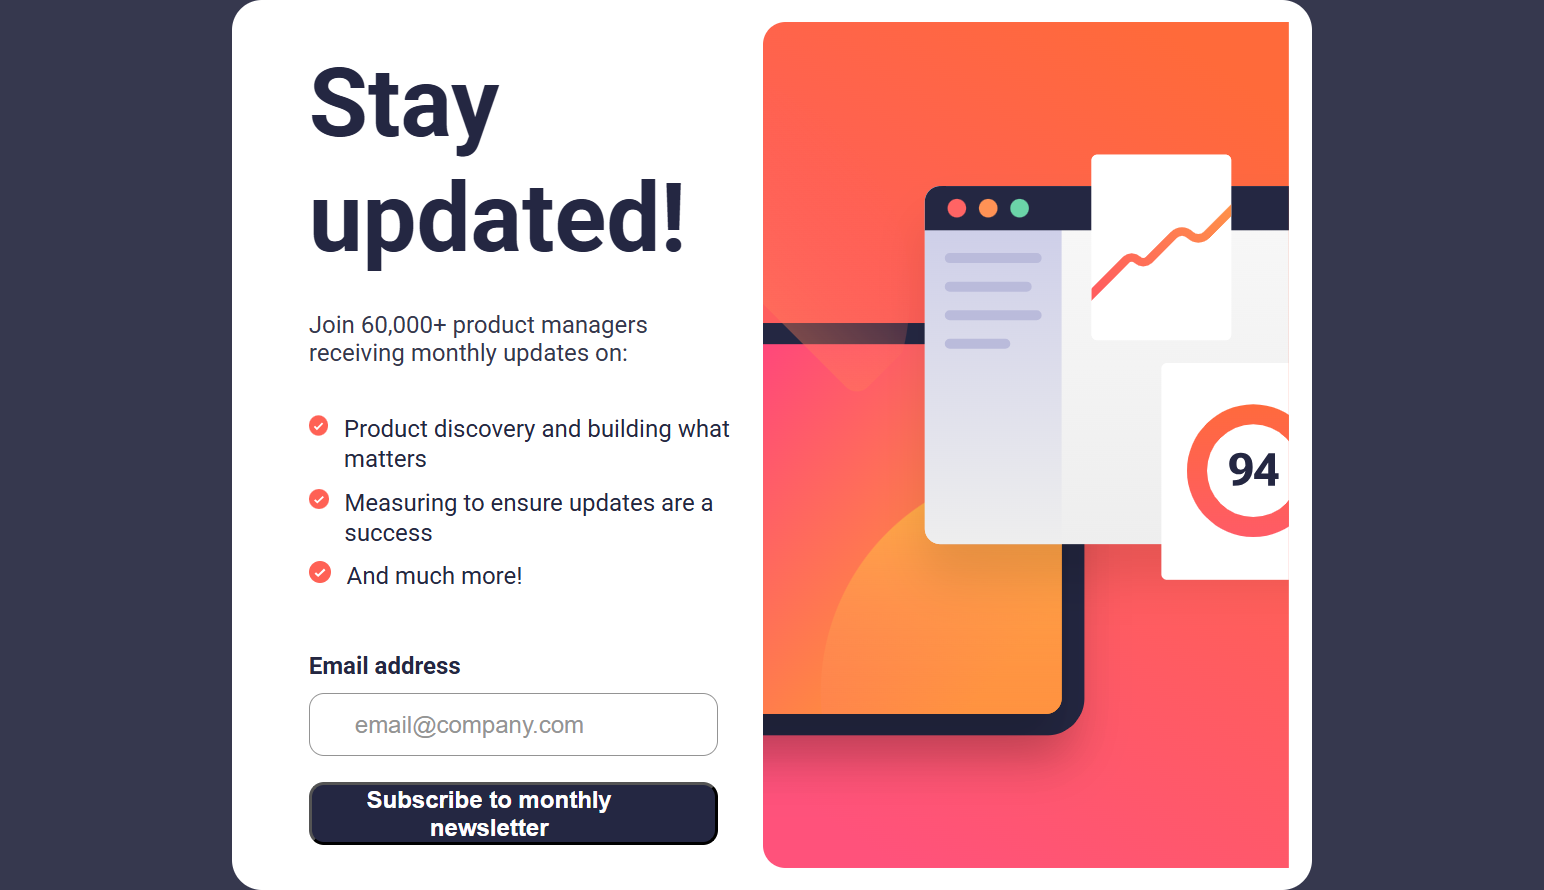 Stay
updated!
Join 60,000+ product managers
receiving monthly updates on:
Product discovery and building what
matters
Measuring to ensure updates are a
success
And much more!
Email address
email@company.com
Subscribe to monthly
newsletter
94